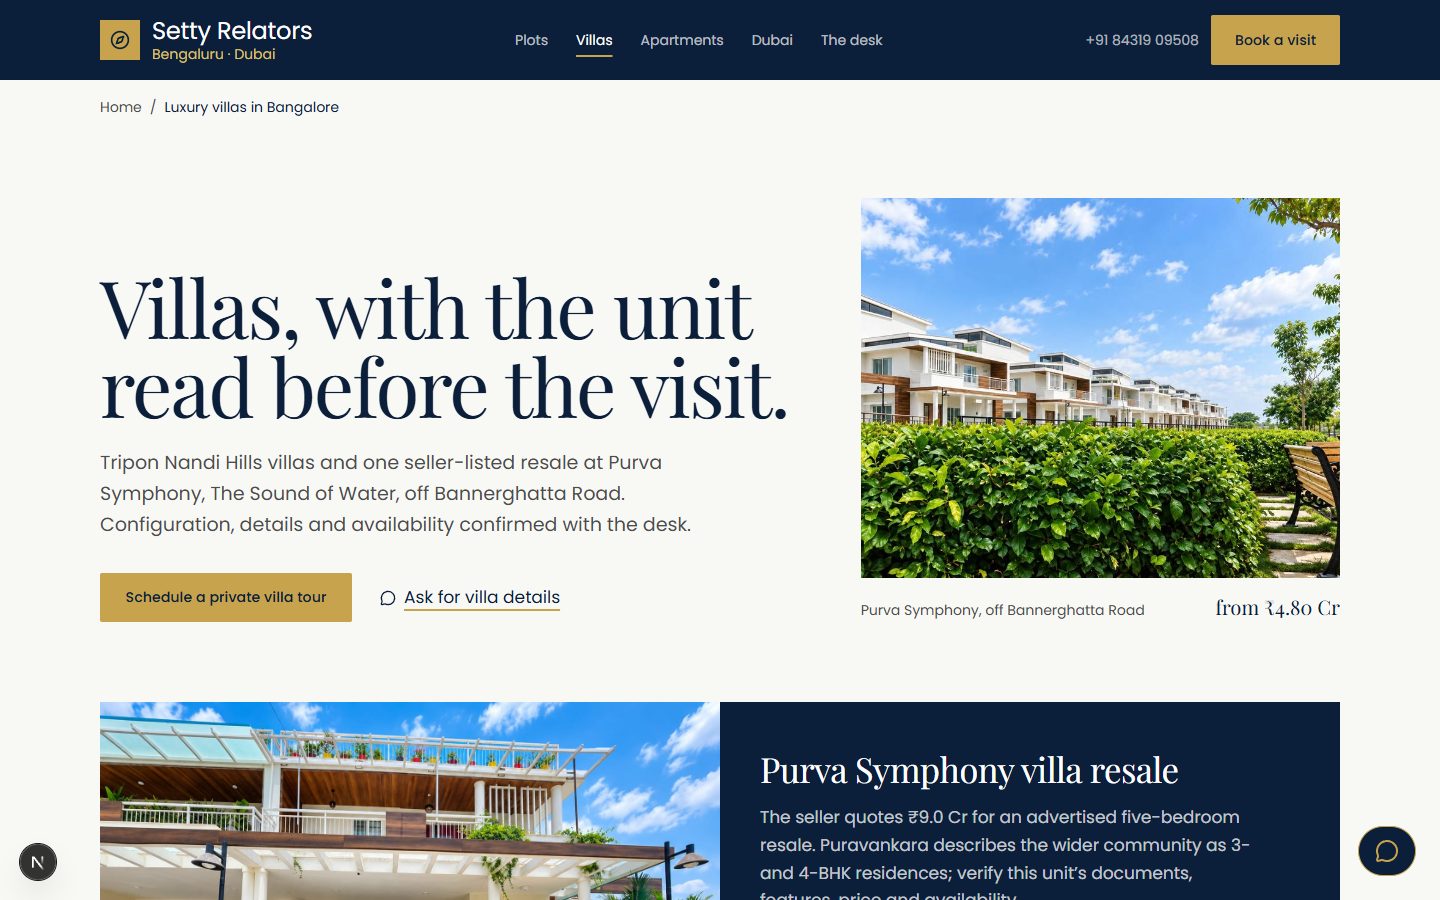 Setty Relators
Bengaluru · Dubai
Plots
Villas
Apartments
Dubai
The desk
+91 84319 09508
Book a visit
Home / Luxury villas in Bangalore
Villas, with the unit
read before the visit.
Tripon Nandi Hills villas and one seller-listed resale at Purva
Symphony, The Sound of Water, off Bannerghatta Road.
Configuration, details and availability confirmed with the desk.
Schedule a private villa tour
Ask for villa details
Purva Symphony, off Bannerghatta Road
from ₹4.80 Cr
Purva Symphony villa resale
The seller quotes ₹9.0 Cr for an advertised five-bedroom
resale. Puravankara describes the wider community as 3-
and 4-BHK residences; verify this unit's documents,
features, price and availability.
N